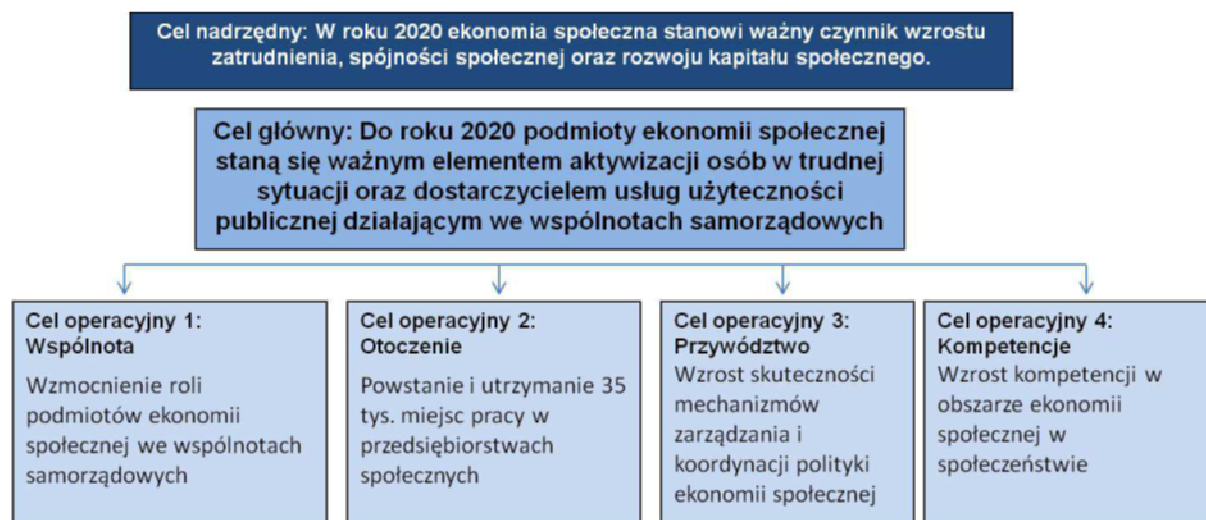 Cel nadrzędny: W roku 2020 ekonomia społeczna stanowi ważny czynnik wzrostu
zatrudnienia, spójności społecznej oraz rozwoju kapitału społecznego.
Cel główny: Do roku 2020 podmioty ekonomii społecznej
staną się ważnym elementem aktywizacji osób w trudnej
sytuacji oraz dostarczycielem usług użyteczności
publicznej działającym we wspólnotach samorządowych
Cel operacyjny 1:
Wspólnota
Wzmocnienie roli
podmiotów ekonomii
społecznej we wspólnotach
samorządowych
Cel operacyjny 2:
Otoczenie
Powstanie i utrzymanie 35
tys. miejsc pracy w
przedsiębiorstwach
społecznych
Cel operacyjny 3:
Przywództwo
Wzrost skuteczności
mechanizmów
zarządzania i
koordynacji polityki
ekonomii społecznej
Cel operacyjny 4:
Kompetencje
Wzrost kompetencji w
obszarze ekonomii
społecznej w
społeczeństwie